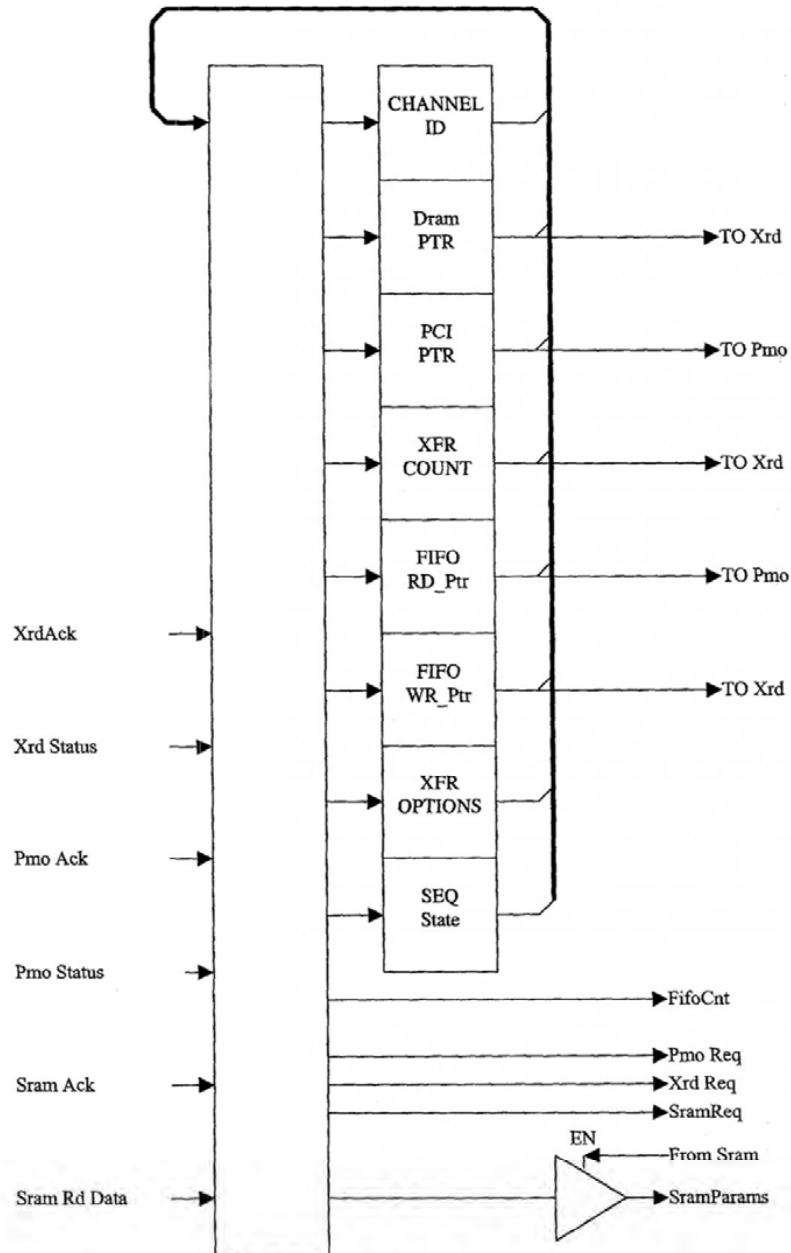 CHANNEL
ID
Dram
PTR
TO Xrd
PCI
PTR
TO Pmo
XFR
COUNT
TO Xrd
FIFO
RD_Ptr
TO Pmo
XrdAck
FIFO
WR_Ptr
TO Xrd
Xrd Status
XFR
OPTIONS
Pmo Ack
SEQ
State
Pmo Status
FifoCnt
Pmo Req
Sram Ack
Xrd Req
SramReq
EN
From Sram
Sram Rd Data
SramParams